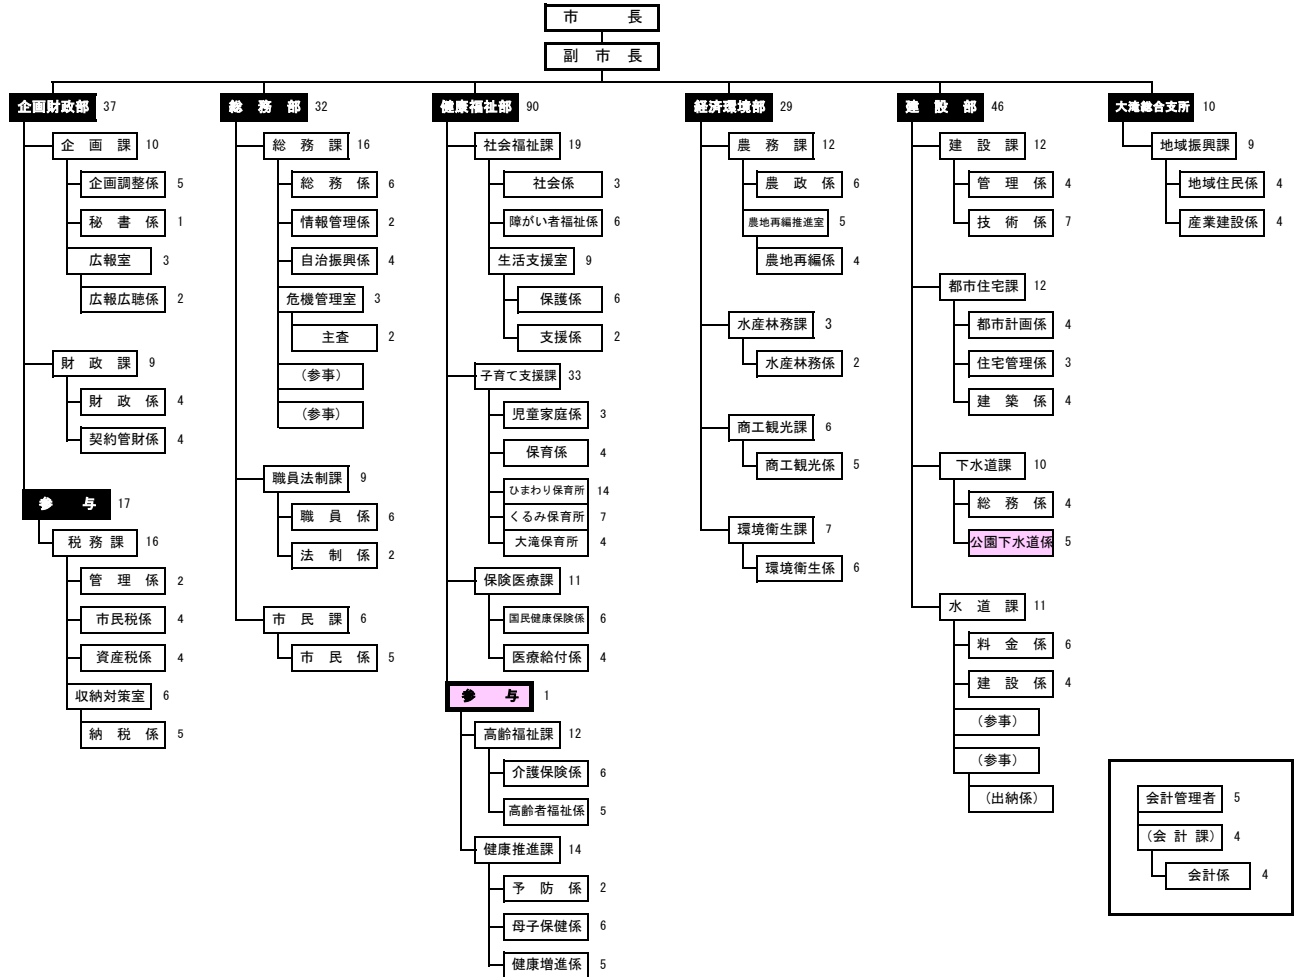 市長
副市長
企画財政部 37
企画課 10
企画調整係 5
秘書係 1
広報室 3
広報広聴係 2
財政課 9
財政係 4
契約管財係 4
参与 17
税務課 16
管理係 2
市民税係 4
資産税係 4
収納対策室 6
納税係 5
総務部 32
総務課 16
総務係 6
情報管理係 2
自治振興係 4
危機管理室 3
主査 2
(参事)
(参事)
職員法制課 9
職員係 6
法制係 2
市民課 6
市民係 5
健康福祉部 90
社会福祉課 19
社会係 3
障がい者福祉係 6
生活支援室 9
保護係 6
支援係 2
子育て支援課 33
児童家庭係 3
保育係 4
ひまわり保育所 14
くるみ保育所 7
大滝保育所 4
保険医療課 11
国民健康保険係 6
医療給付係 4
参与 1
高齢福祉課 12
介護保険係 6
高齢者福祉係 5
健康推進課 14
予防係 2
母子保健係 6
健康増進係 5
経済環境部 29
農務課 12
農政係 6
農地再編推進室 5
農地再編係 4
水産林務課 3
水産林務係 2
商工観光課 6
商工観光係 5
環境衛生課 7
環境衛生係 6
建設部 46
建設課 12
管理係 4
技術係 7
都市住宅課 12
都市計画係 4
住宅管理係 3
建築係 4
下水道課 10
総務係 4
公園下水道係 5
水道課 11
料金係 6
建設係 4
(参事)
(参事)
(出納係)
大滝総合支所 10
地域振興課 9
地域住民係 4
産業建設係 4
会計管理者 5
(会計課) 4
会計係 4